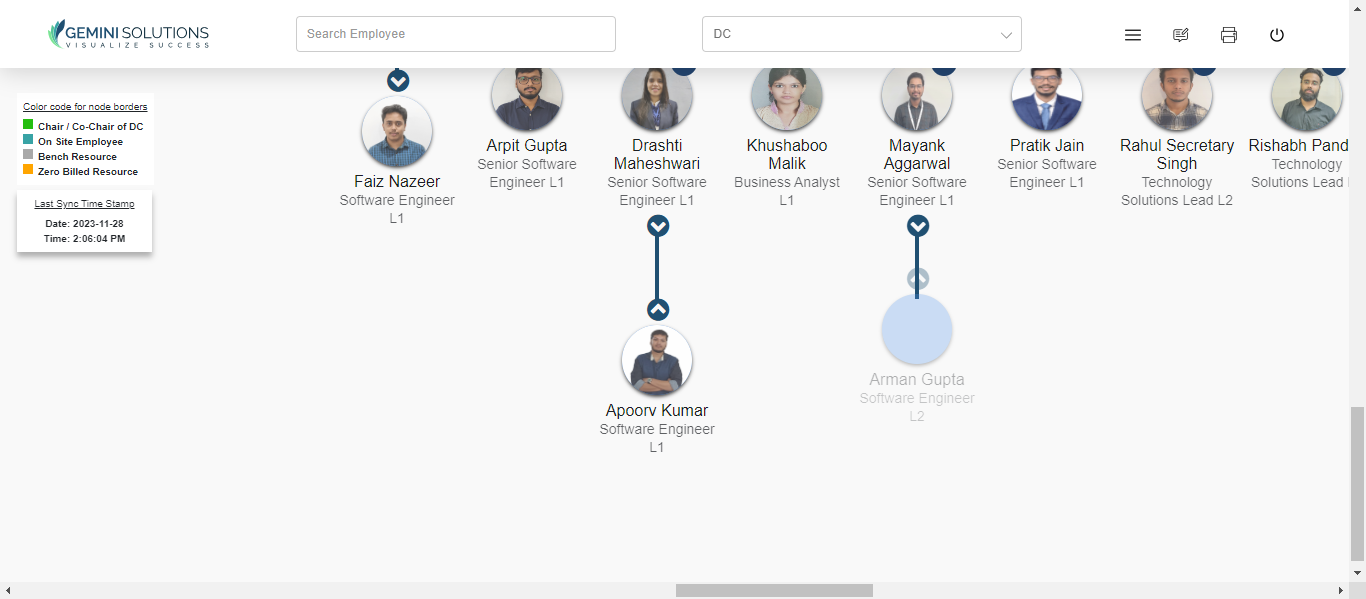 GEMINI SOLUTIONS
VISUALIZE SUCCESS
Search Employee
DC
Color code for node borders
Chair / Co-Chair of DC
On Site Employee
Bench Resource
Zero Billed Resource
Last Sync Time Stamp
Date: 2023-11-28
Time: 2:06:04 PM
Faiz Nazeer
Software Engineer
L1
Arpit Gupta
Senior Software
Engineer L1
Drashti
Maheshwari
Senior Software
Engineer L1
Khushaboo
Malik
Business Analyst
L1
Mayank
Aggarwal
Senior Software
Engineer L1
Pratik Jain
Senior Software
Engineer L1
Rahul Secretary
Singh
Technology
Solutions Lead L2
Rishabh Pand
Technology
Solutions Lead
Apoorv Kumar
Software Engineer
L1
Arman Gupta
Software Engineer
L2